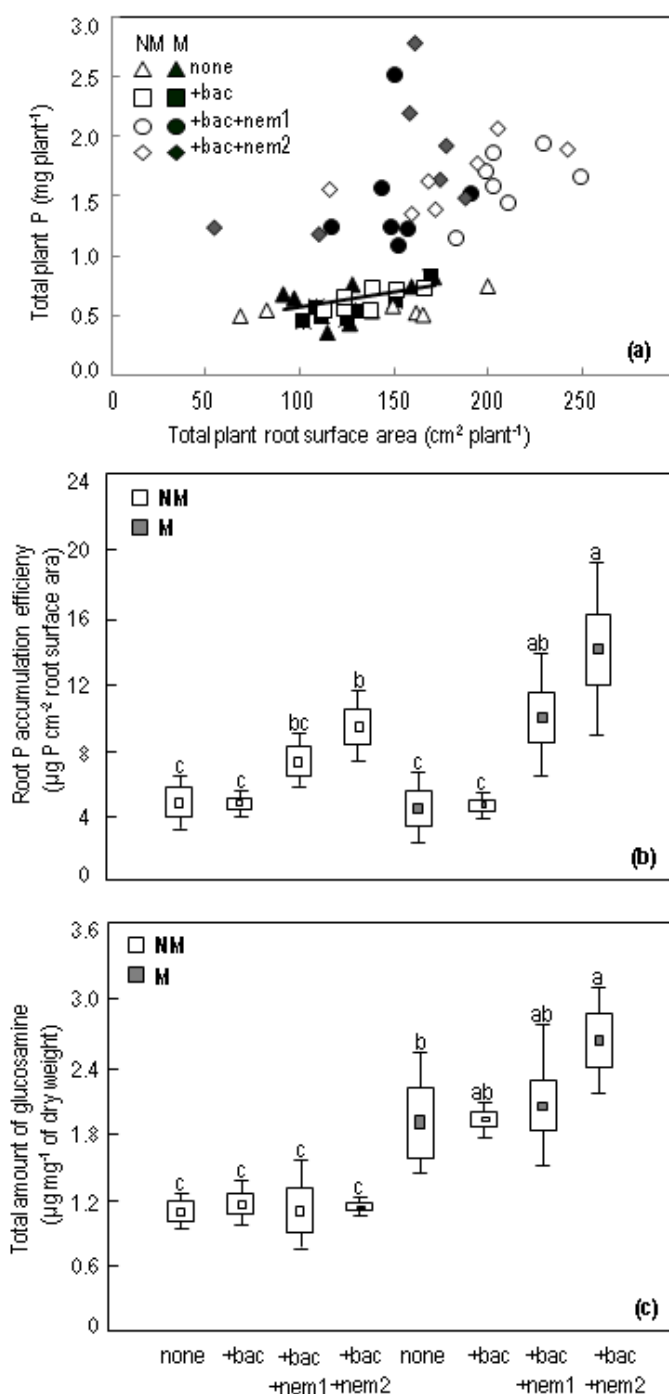 3.0
2.5
2.0
1.5
1.0
0.5
0.0
Total plant P (mg plant⁻¹)
NM M
none
+bac
+bac+nem1
+bac+nem2
(a)
0 50 100 150 200 250
Total plant root surface area (cm² plant⁻¹)
24
20
16
12
8
4
0
Root P accumulation efficieny
(µg P cm⁻² root surface ara)
NM
M
c c bc b c c ab a
(b)
3.6
3.0
2.4
1.8
1.2
0.6
0
Total amount of glucosamine
(µg mg⁻¹ of dry weight)
NM
M
c c c c b ab ab a
(c)
none +bac +bac +bac none +bac +bac +bac
+nem1 +nem2 +nem1 +nem2